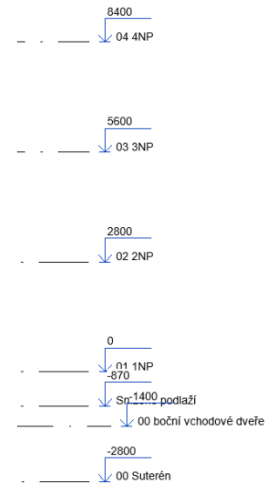 8400
04 4NP
5600
03 3NP
2800
02 2NP
0
01 1NP
-870
podlaží
-1400
00 boční vchodové dveře
-2800
00 Suterén